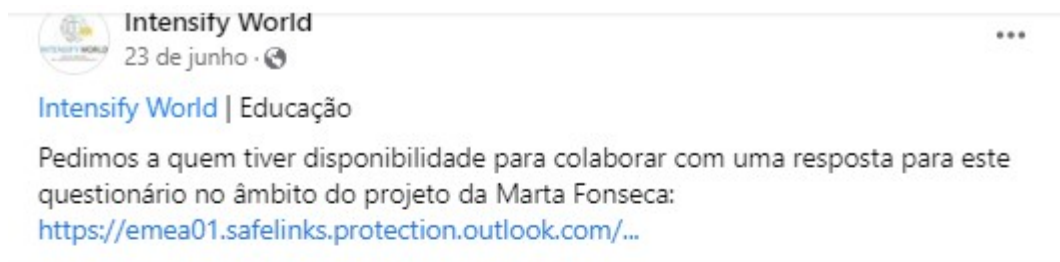 Intensify World
23 de junho ·
Intensify World | Educação
Pedimos a quem tiver disponibilidade para colaborar com uma resposta para este
questionário no âmbito do projeto da Marta Fonseca:
https://emea01.safelinks.protection.outlook.com/...